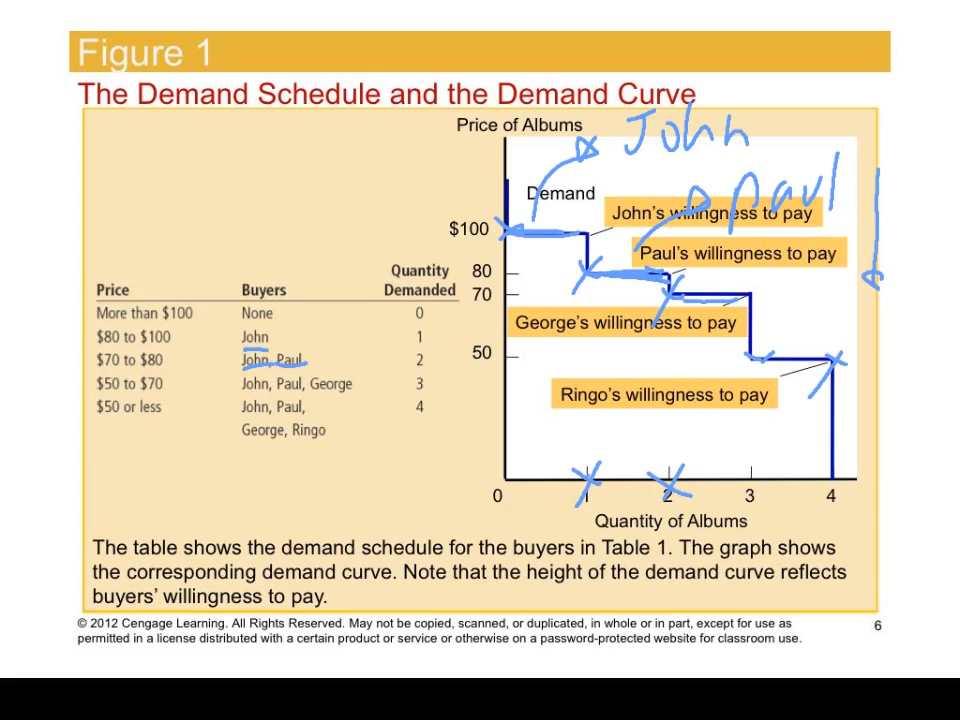 Figure 1
The Demand Schedule and the Demand Curve
Price of Albums
John
paul
Demand
John's willingness to pay
$100
Paul's willingness to pay
80
70
George's willingness to pay
50
Ringo's willingness to pay
0 1 2 3 4
Quantity of Albums
Quantity
Price Buyers Demanded
More than $100 None 0
$80 to $100 John 1
$70 to $80 John, Paul 2
$50 to $70 John, Paul, George 3
$50 or less John, Paul, 4
George, Ringo
The table shows the demand schedule for the buyers in Table 1. The graph shows
the corresponding demand curve. Note that the height of the demand curve reflects
buyers' willingness to pay.
© 2012 Cengage Learning. All Rights Reserved. May not be copied, scanned, or duplicated, in whole or in part, except for use as
permitted in a license distributed with a certain product or service or otherwise on a password-protected website for classroom use.
6